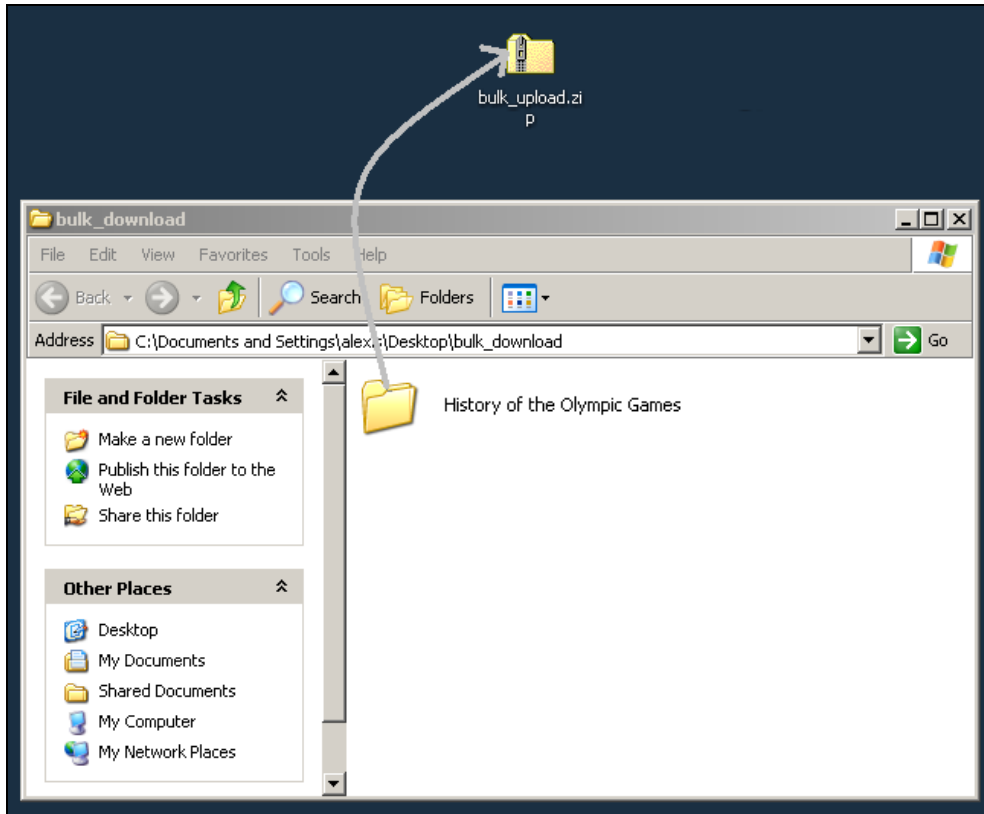 bulk_upload.zi
p
bulk_download
File Edit View Favorites Tools Help
Back Search Folders
Address C:\Documents and Settings\alex.s\Desktop\bulk_download Go
File and Folder Tasks
History of the Olympic Games
Make a new folder
Publish this folder to the
Web
Share this folder
Other Places
Desktop
My Documents
Shared Documents
My Computer
My Network Places